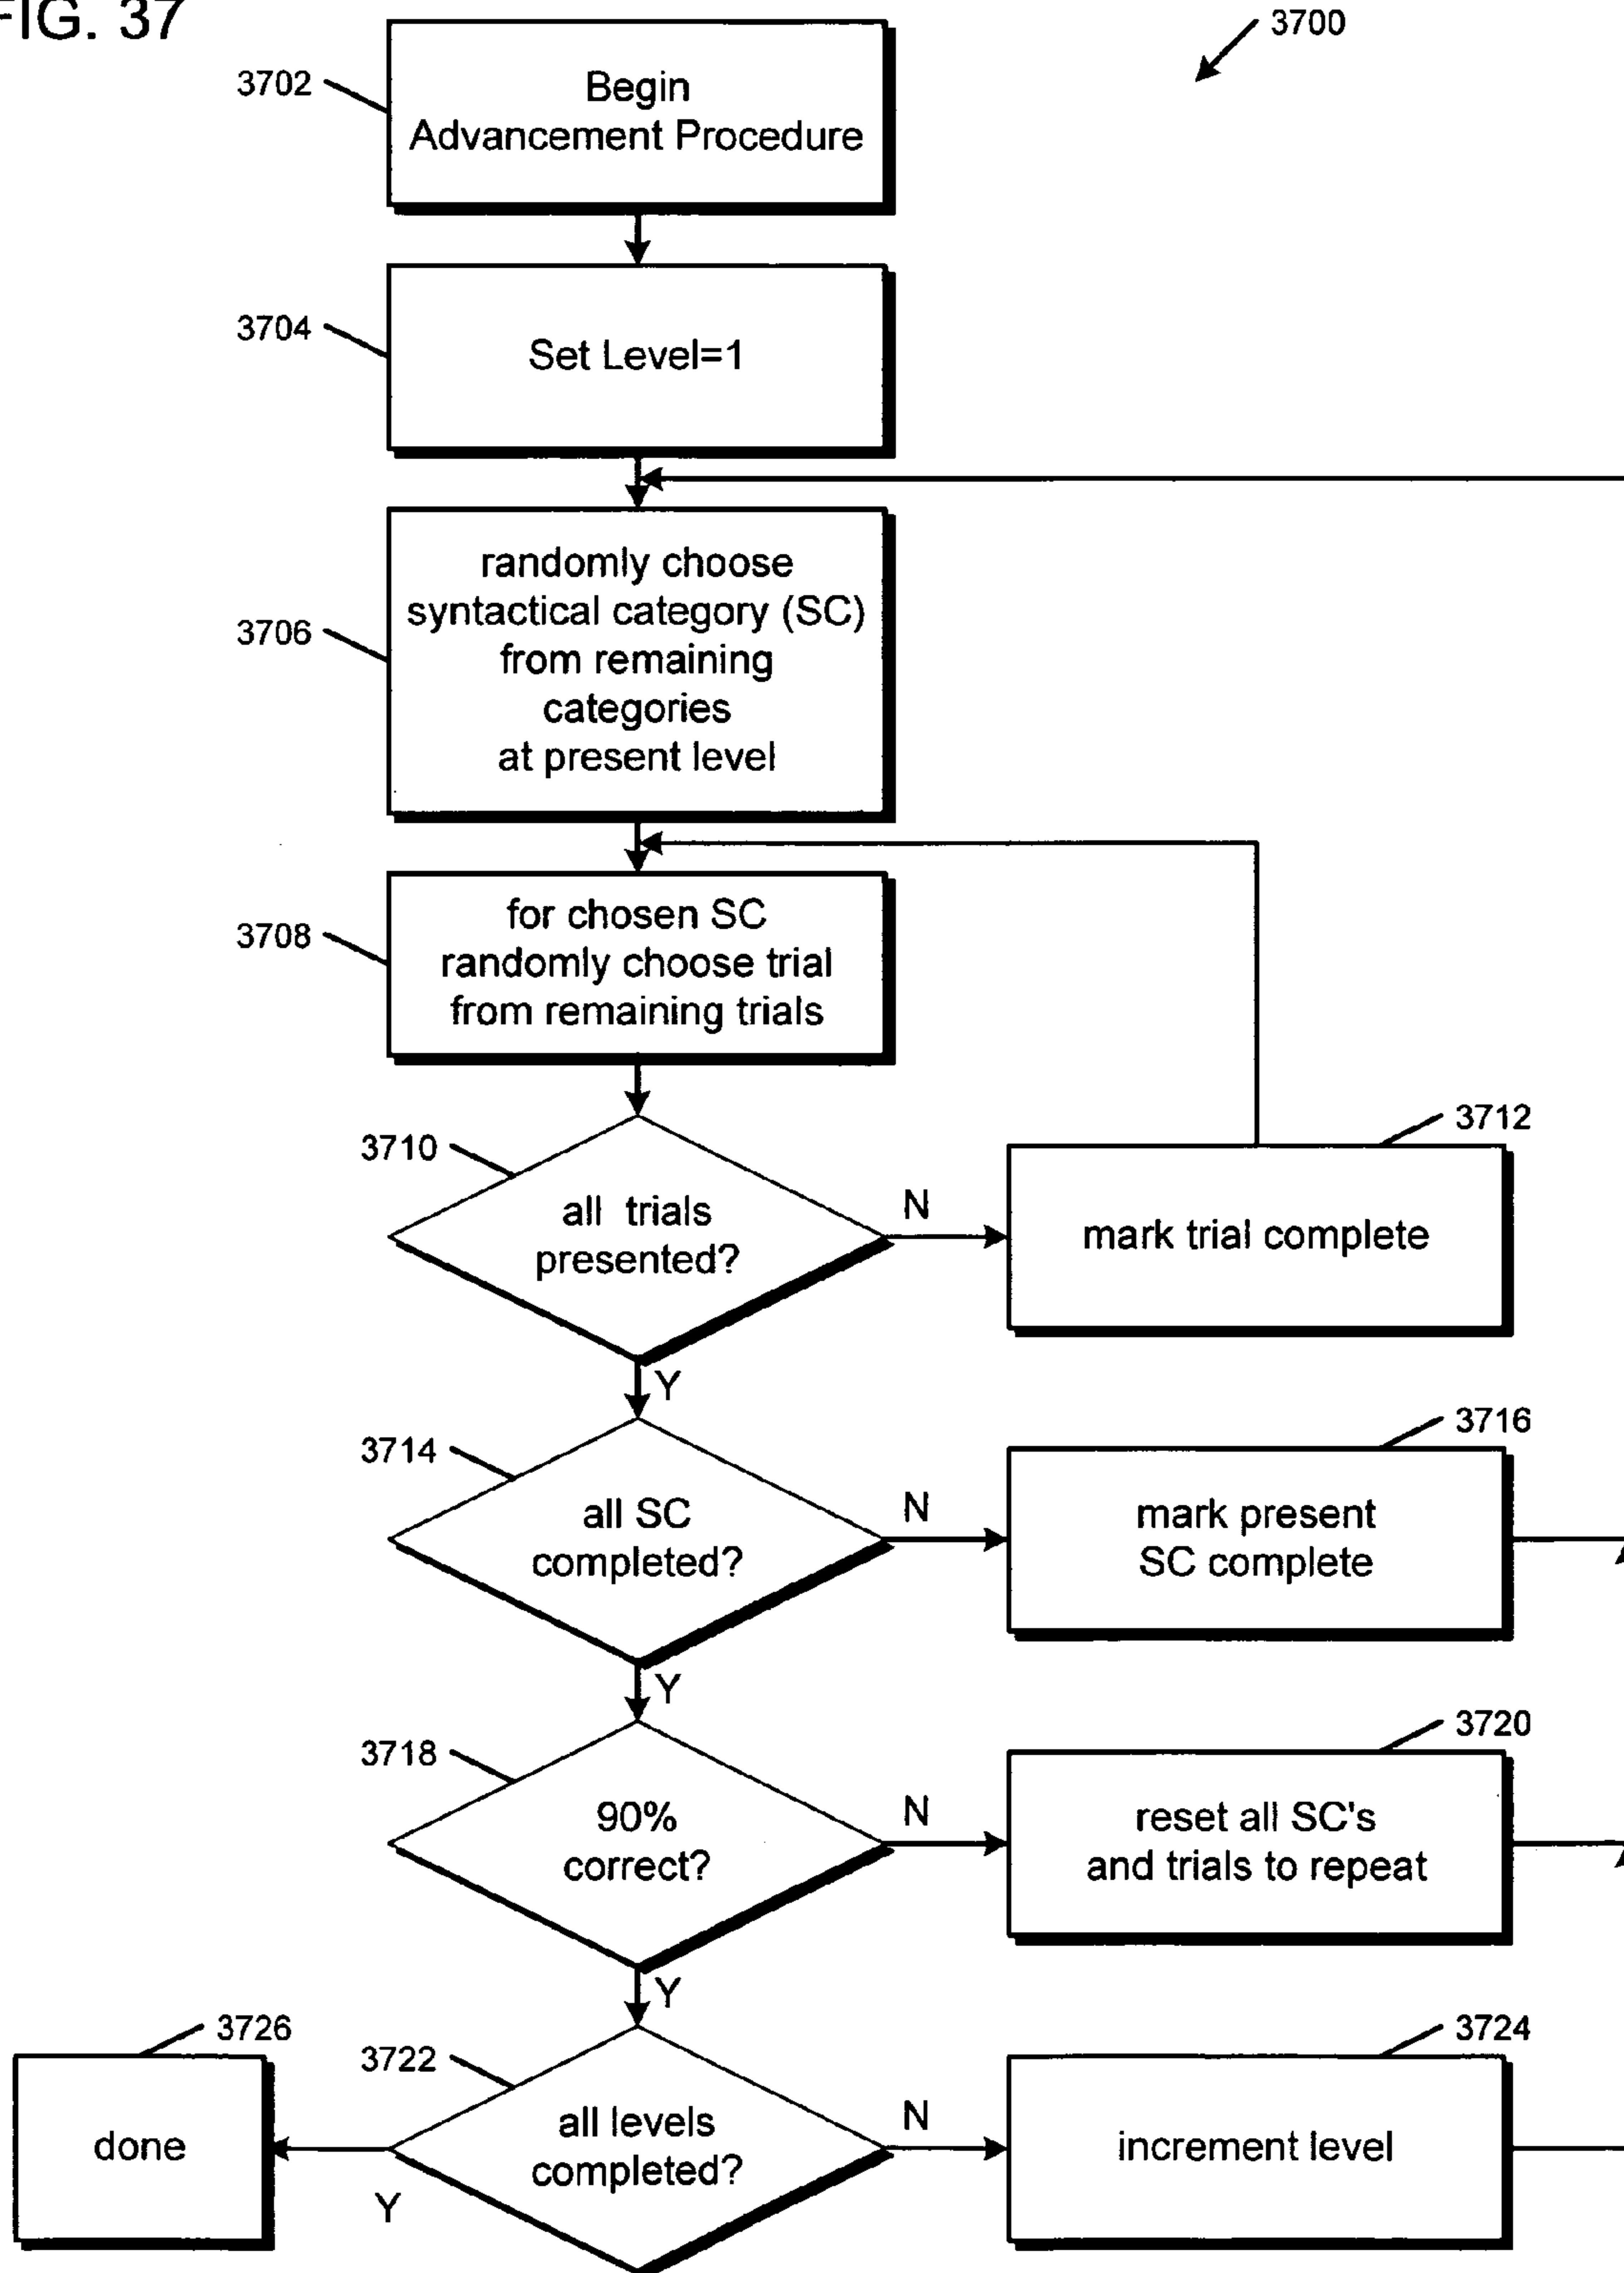 FIG. 37
3700
3702
Begin
Advancement Procedure
3704
Set Level=1
3706
randomly choose
syntactical category (SC)
from remaining
categories
at present level
3708
for chosen SC
randomly choose trial
from remaining trials
3710
all trials
presented?
N
3712
mark trial complete
Y
3714
all SC
completed?
N
3716
mark present
SC complete
Y
3718
90%
correct?
N
3720
reset all SC's
and trials to repeat
Y
3722
all levels
completed?
N
3724
increment level
Y
3726
done